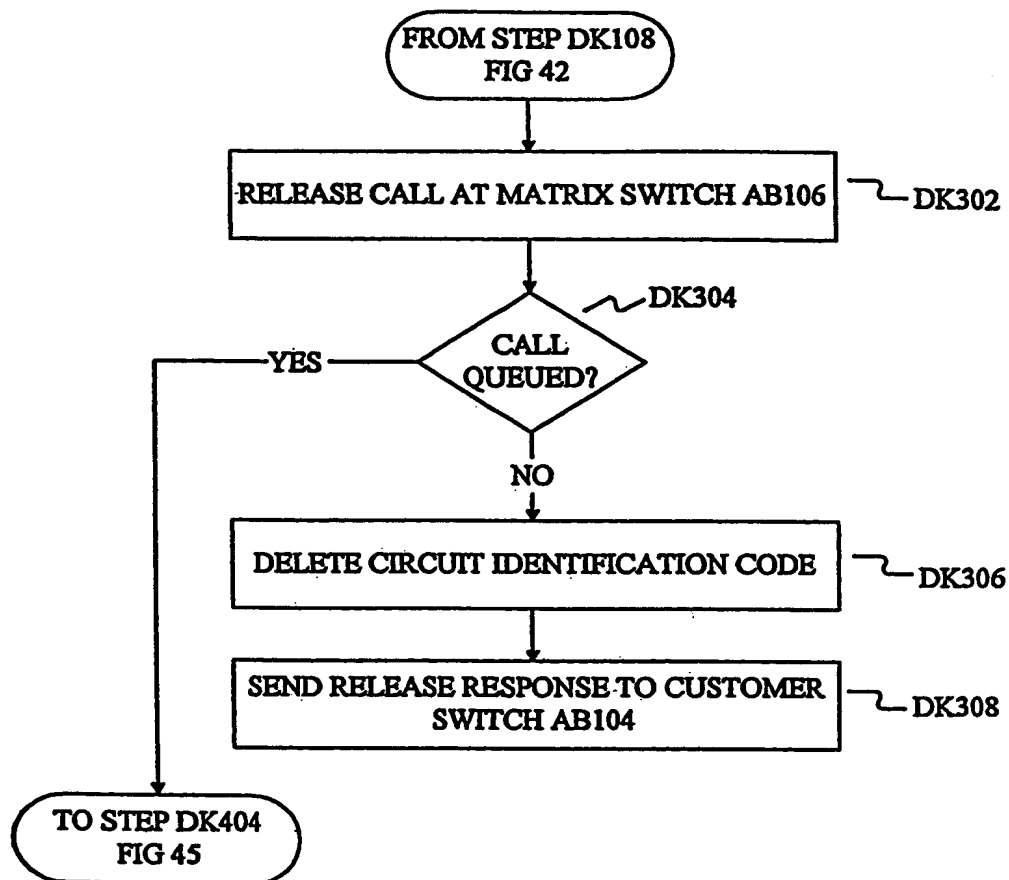 FROM STEP DK108
FIG 42
RELEASE CALL AT MATRIX SWITCH AB106
DK302
DK304
CALL
QUEUED?
YES
NO
DELETE CIRCUIT IDENTIFICATION CODE
DK306
SEND RELEASE RESPONSE TO CUSTOMER
SWITCH AB104
DK308
TO STEP DK404
FIG 45